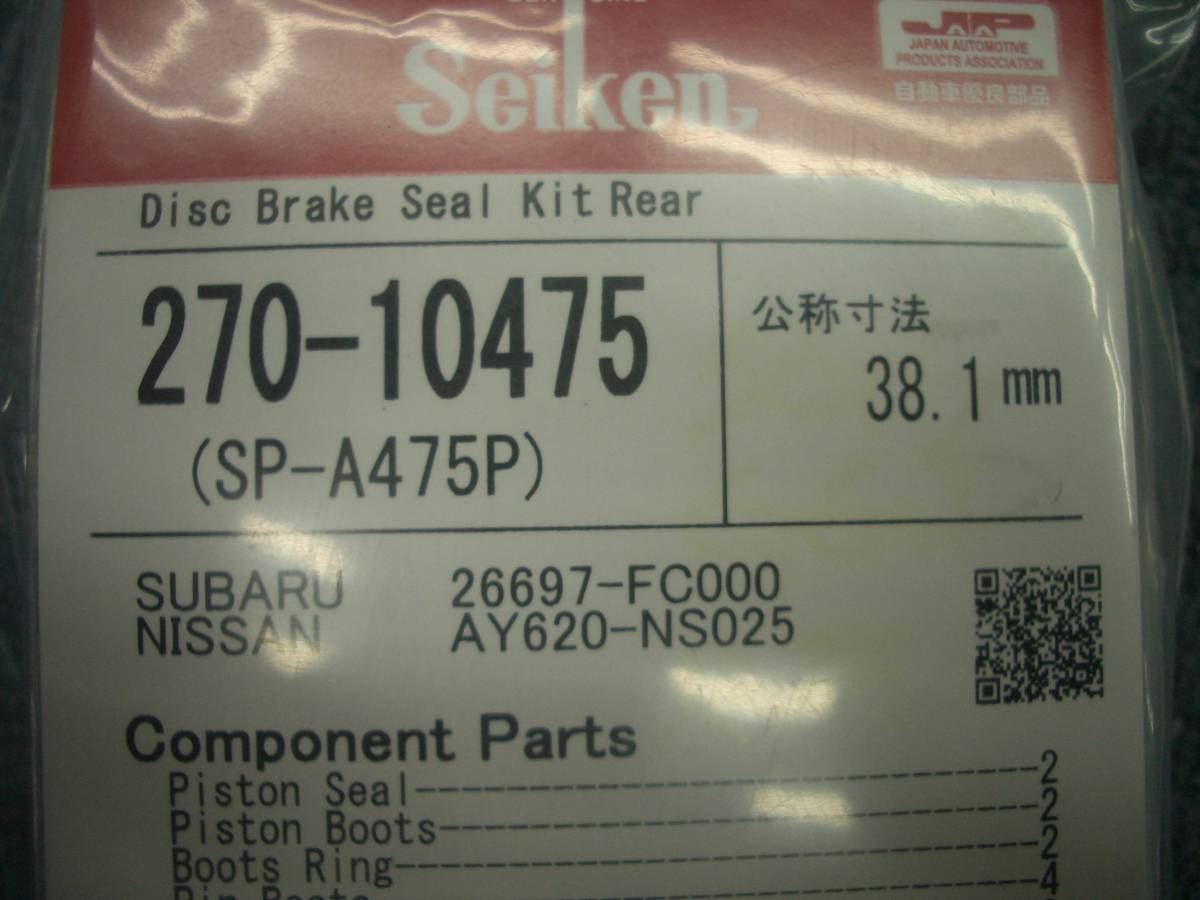 Seiken
JAP
JAPAN AUTOMOTIVE
PRODUCTS ASSOCIATION
自動車優良部品
Disc Brake Seal Kit Rear
270-10475
(SP-A475P)
公称寸法
38.1 mm
SUBARU 26697-FC000
NISSAN AY620-NS025
Component Parts
Piston Seal 2
Piston Boots 2
Boots Ring 2
4